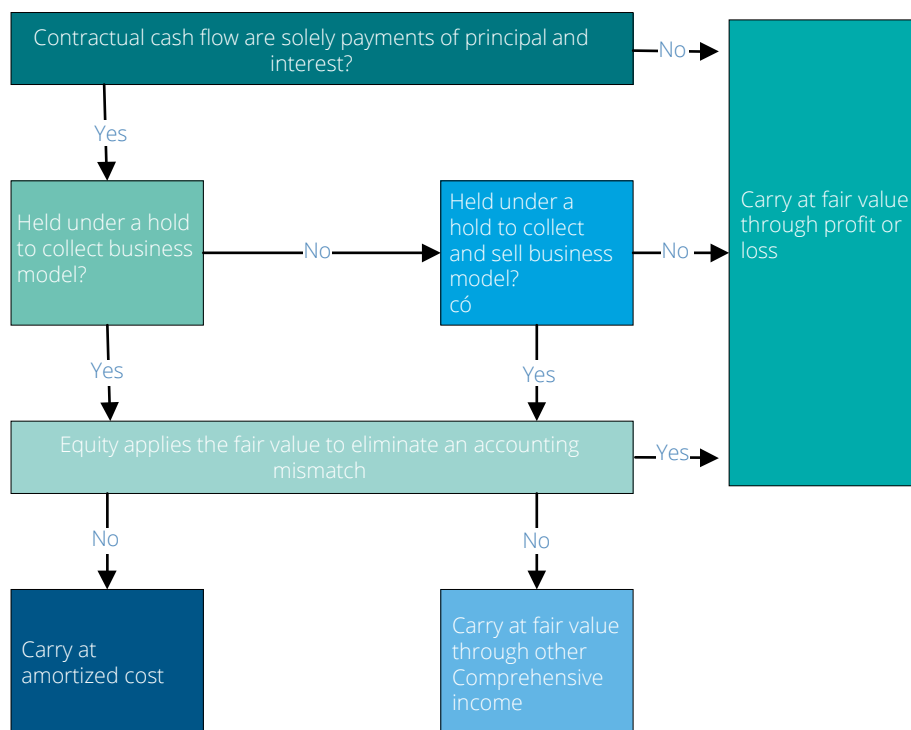 Contractual cash flow are solely payments of principal and
interest?
No
Yes
Held under a hold
to collect business
model?
No
Held under a
hold to collect
and sell business
model?
có
No
Carry at fair value
through profit or
loss
Yes
Yes
Equity applies the fair value to eliminate an accounting
mismatch
Yes
No
No
Carry at
amortized cost
Carry at fair value
through other
Comprehensive
income